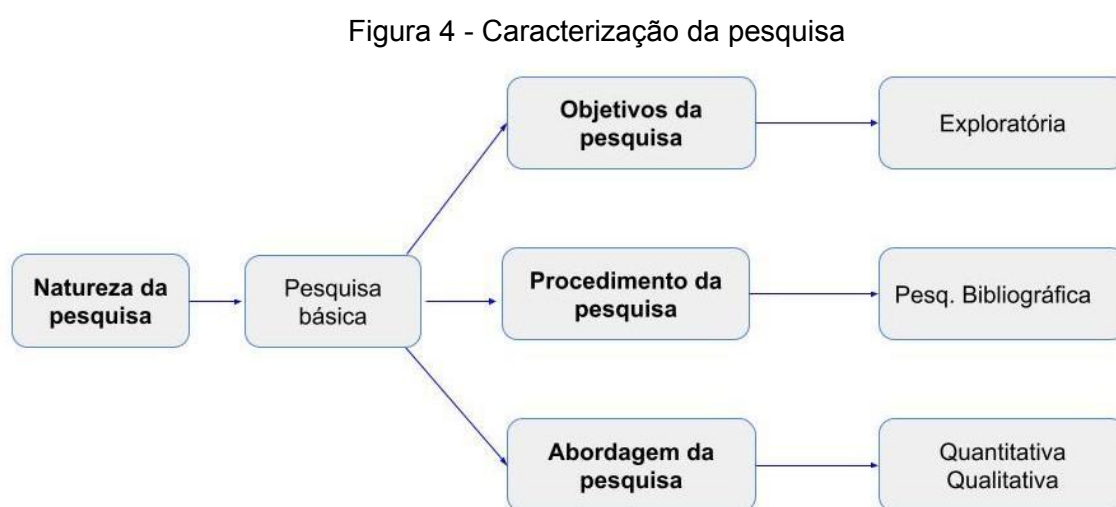 Figura 4 - Caracterização da pesquisa
Objetivos da
pesquisa
Exploratória
Natureza da
pesquisa
Pesquisa
básica
Procedimento da
pesquisa
Pesq. Bibliográfica
Abordagem da
pesquisa
Quantitativa
Qualitativa